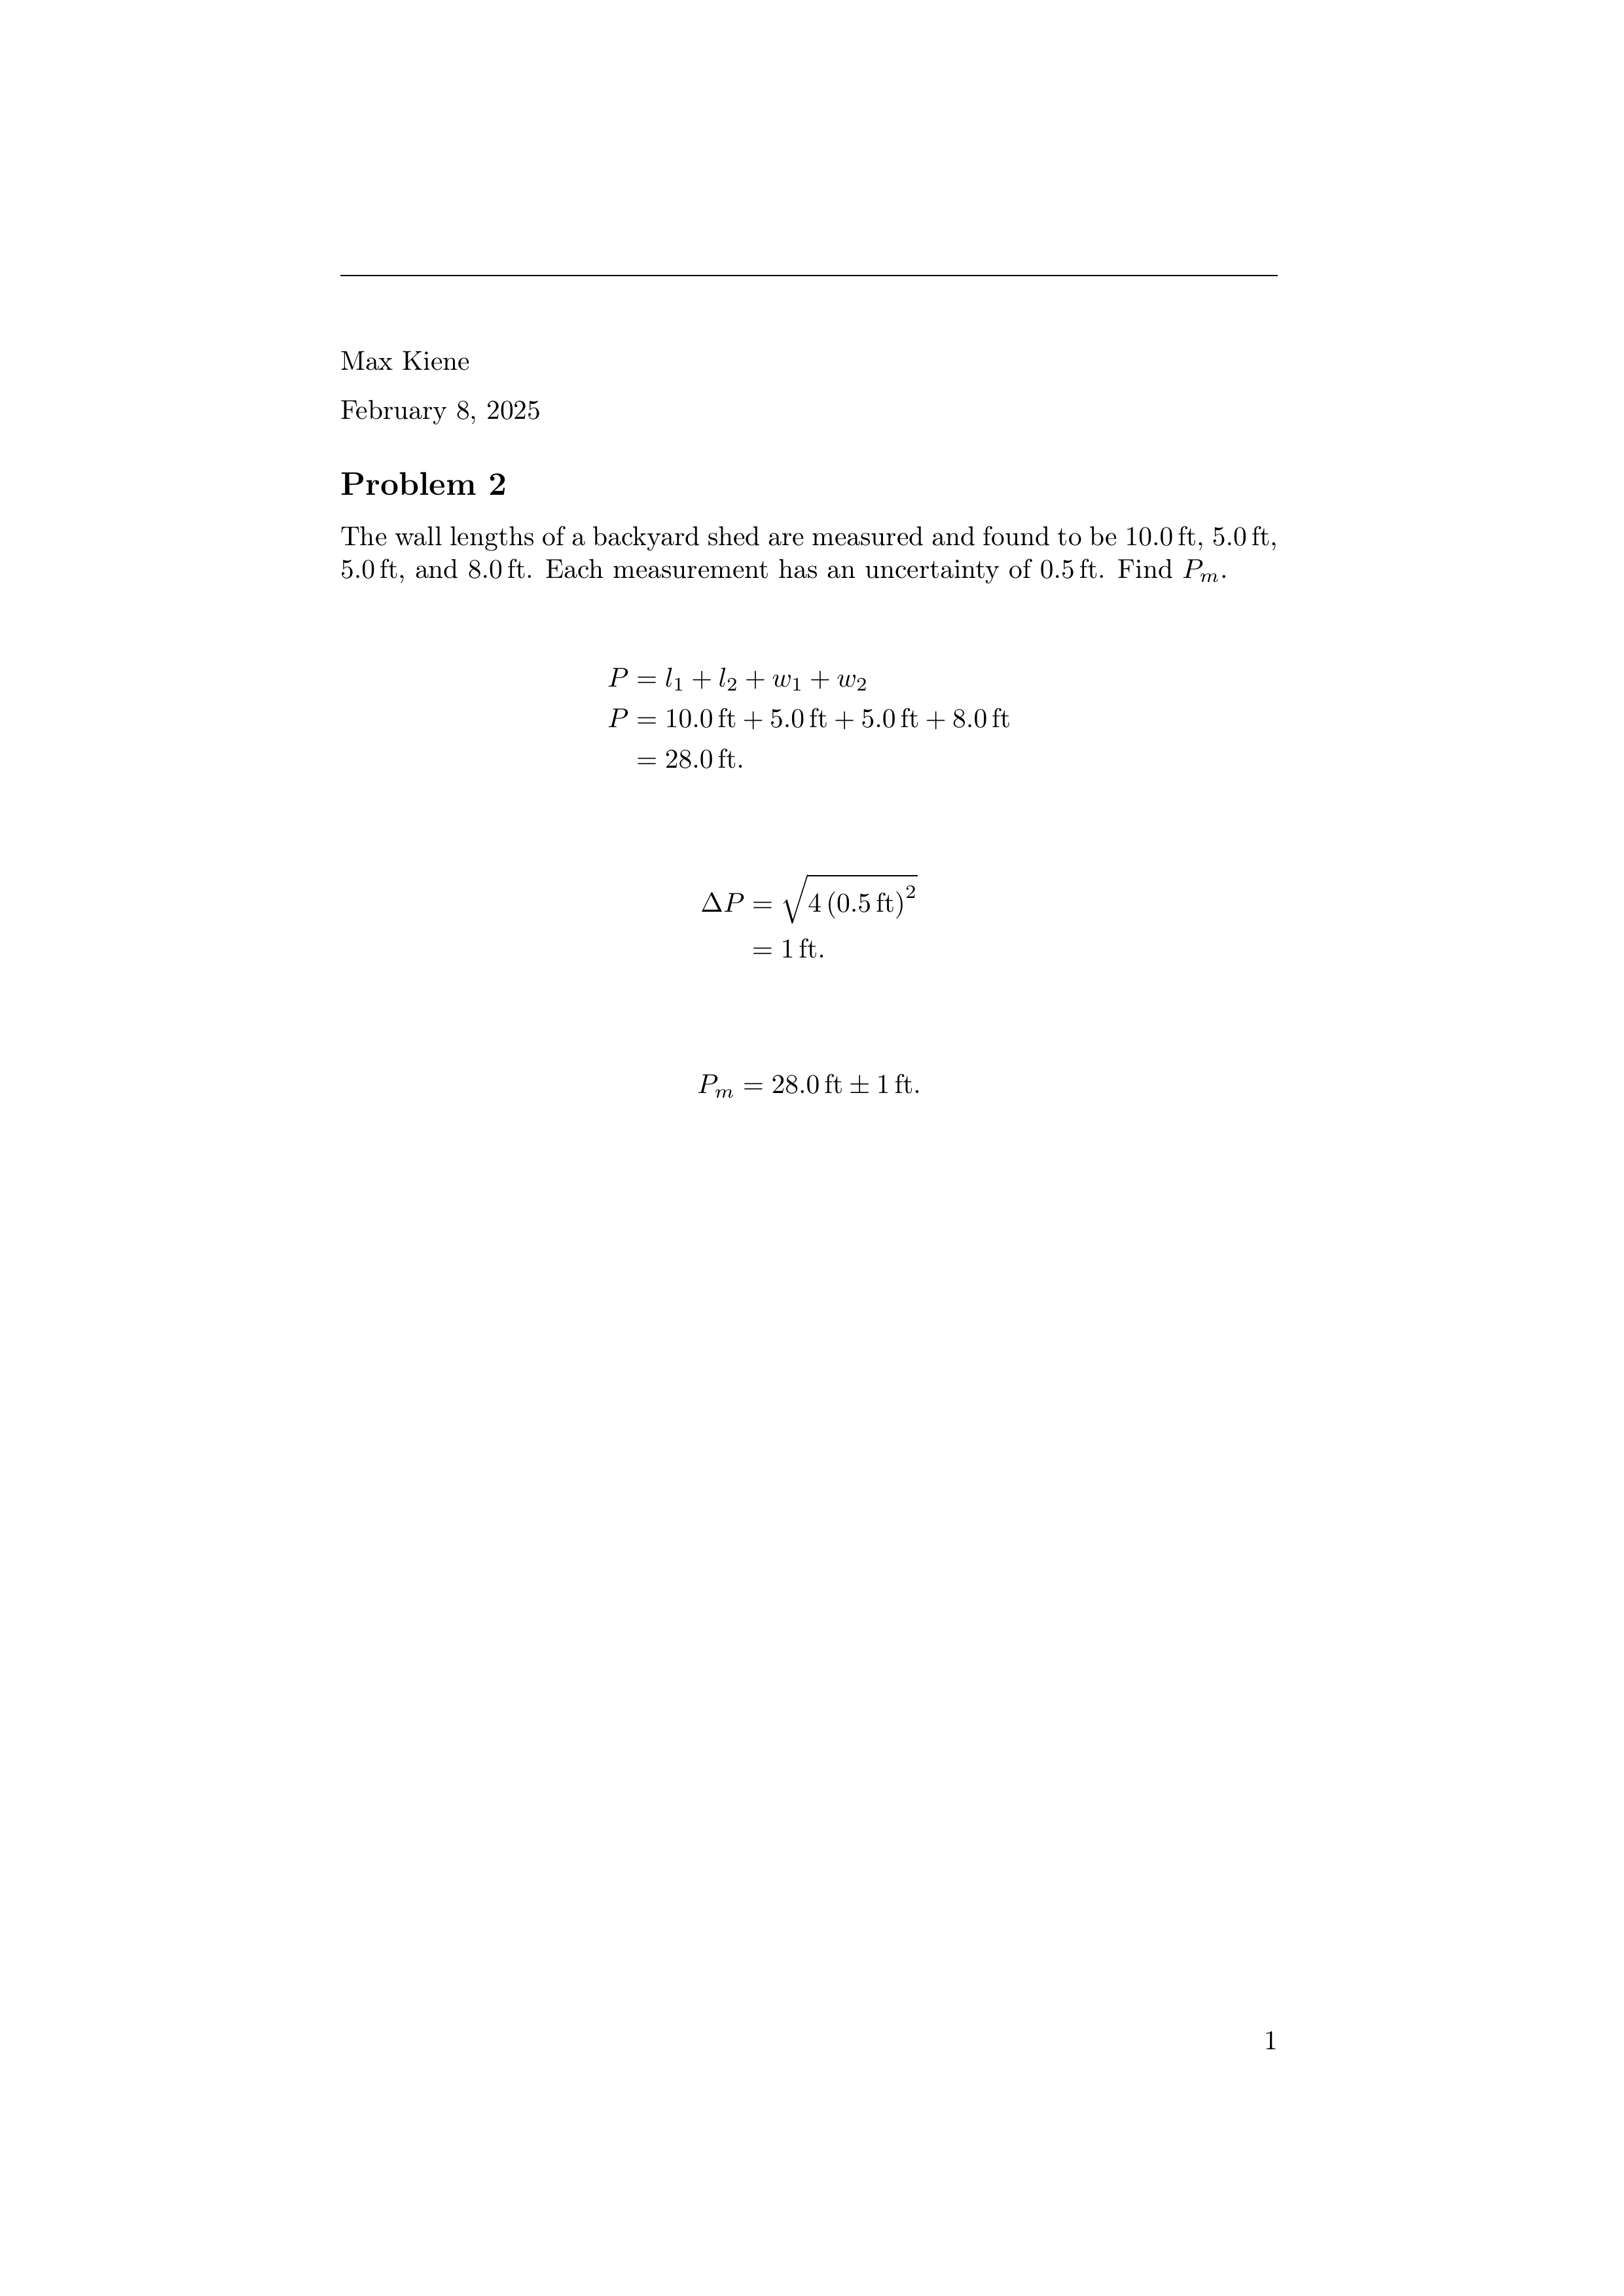 Max Kiene
February 8, 2025
Problem 2
The wall lengths of a backyard shed are measured and found to be 10.0 ft, 5.0 ft,
5.0 ft, and 8.0 ft. Each measurement has an uncertainty of 0.5 ft. Find $P_m$.
$P = l_1 + l_2 + w_1 + w_2$
$P = 10.0\,\text{ft} + 5.0\,\text{ft} + 5.0\,\text{ft} + 8.0\,\text{ft}$
$= 28.0\,\text{ft}.$
$\Delta P = \sqrt{4\,(0.5\,\text{ft})^2}$
$= 1\,\text{ft}.$
$P_m = 28.0\,\text{ft} \pm 1\,\text{ft}.$
1